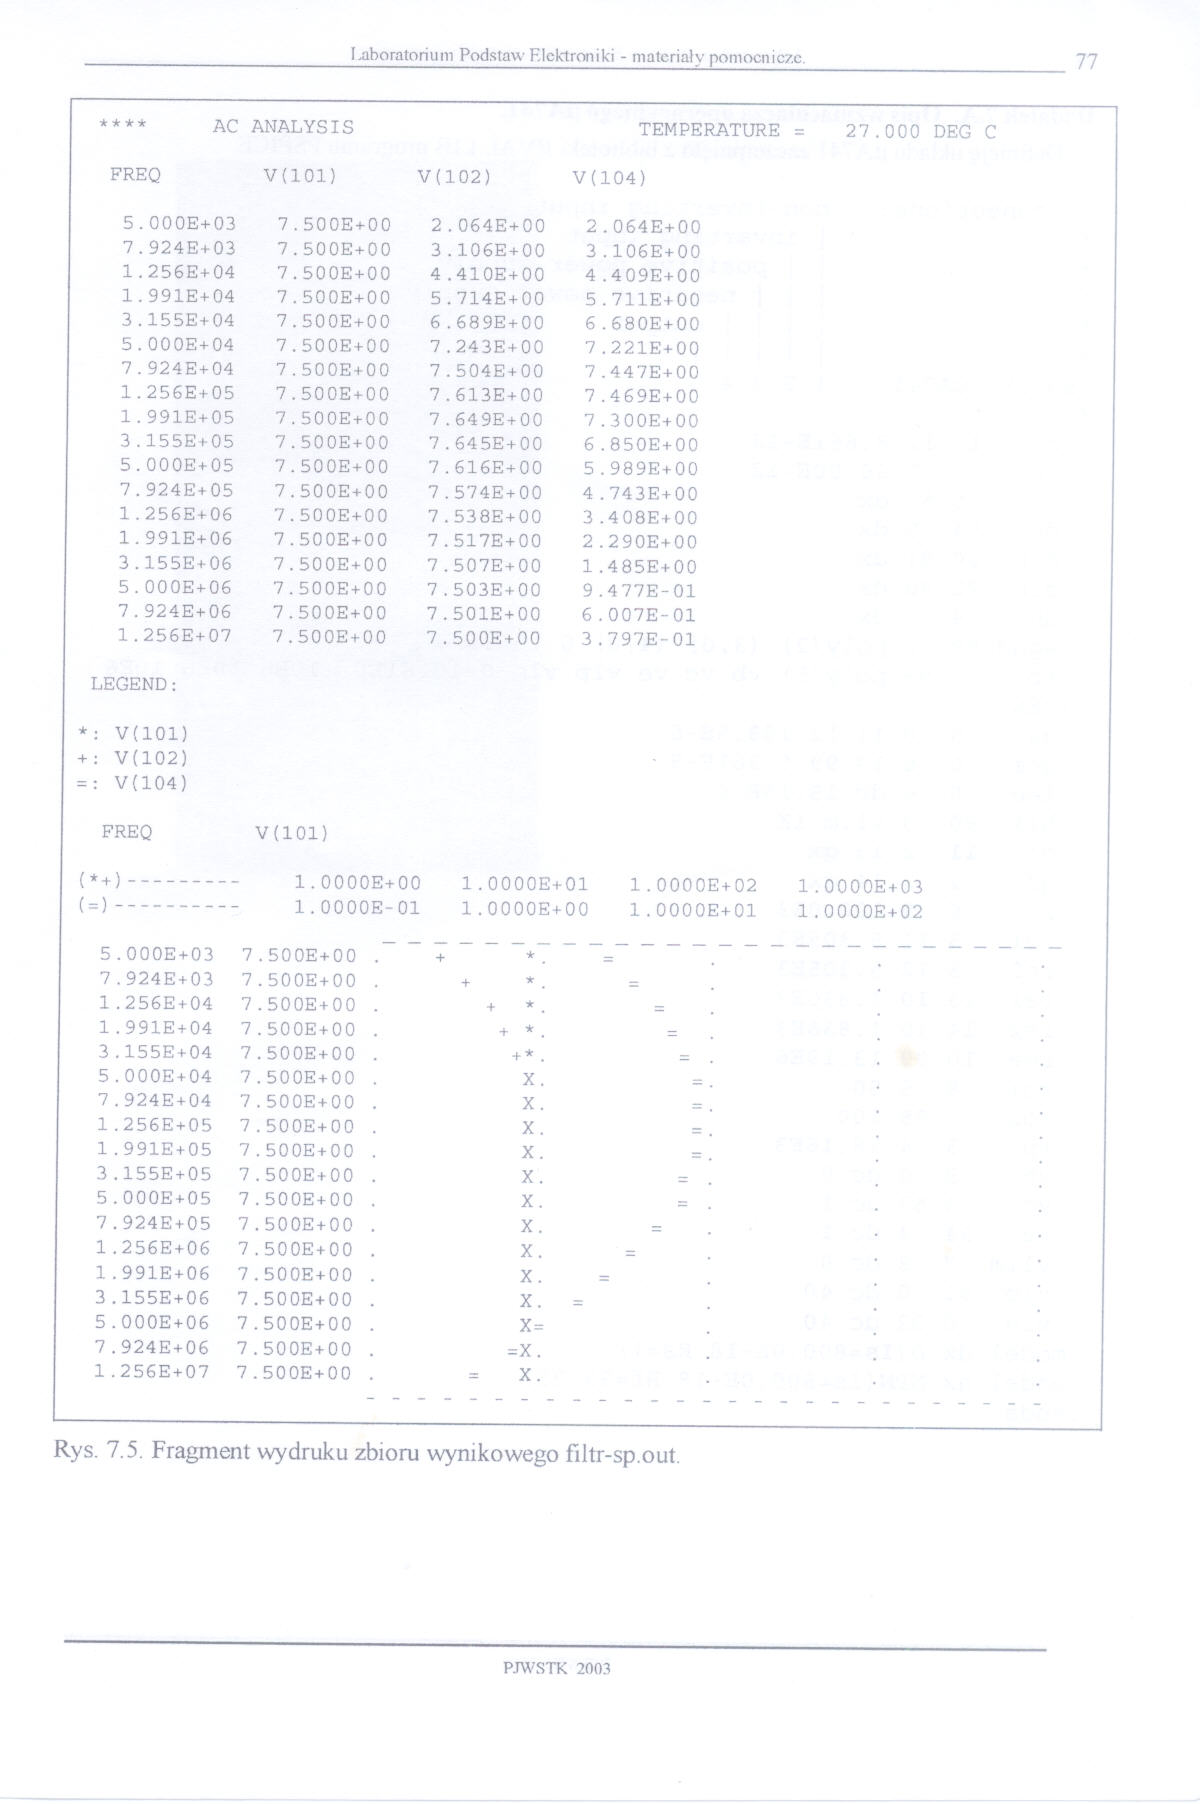 Laboratorium Podstaw Elektroniki - materiały pomocnicze. 77
**** AC ANALYSIS TEMPERATURE = 27.000 DEG C
FREQ V(101) V(102) V(104)
5.000E+03 7.500E+00 2.064E+00 2.064E+00
7.924E+03 7.500E+00 3.106E+00 3.106E+00
1.256E+04 7.500E+00 4.410E+00 4.409E+00
1.991E+04 7.500E+00 5.714E+00 5.711E+00
3.155E+04 7.500E+00 6.689E+00 6.680E+00
5.000E+04 7.500E+00 7.243E+00 7.221E+00
7.924E+04 7.500E+00 7.504E+00 7.447E+00
1.256E+05 7.500E+00 7.613E+00 7.469E+00
1.991E+05 7.500E+00 7.649E+00 7.300E+00
3.155E+05 7.500E+00 7.645E+00 6.850E+00
5.000E+05 7.500E+00 7.616E+00 5.989E+00
7.924E+05 7.500E+00 7.574E+00 4.743E+00
1.256E+06 7.500E+00 7.538E+00 3.408E+00
1.991E+06 7.500E+00 7.517E+00 2.290E+00
3.155E+06 7.500E+00 7.507E+00 1.485E+00
5.000E+06 7.500E+00 7.503E+00 9.477E-01
7.924E+06 7.500E+00 7.501E+00 6.007E-01
1.256E+07 7.500E+00 7.500E+00 3.797E-01
LEGEND:
*: V(101)
+: V(102)
=: V(104)
FREQ V(101)
(*+)--------- 1.0000E+00 1.0000E+01 1.0000E+02 1.0000E+03
(=)---------- 1.0000E-01 1.0000E+00 1.0000E+01 1.0000E+02
5.000E+03 7.500E+00 . + *. = . . .
7.924E+03 7.500E+00 . + *. = . . .
1.256E+04 7.500E+00 . + *. = . . .
1.991E+04 7.500E+00 . + *. = . . .
3.155E+04 7.500E+00 . +*. = . . .
5.000E+04 7.500E+00 . X. =. . .
7.924E+04 7.500E+00 . X. =. . .
1.256E+05 7.500E+00 . X. =. . .
1.991E+05 7.500E+00 . X. =. . .
3.155E+05 7.500E+00 . X. = . . .
5.000E+05 7.500E+00 . X. = . . .
7.924E+05 7.500E+00 . X. = . . .
1.256E+06 7.500E+00 . X. = . . .
1.991E+06 7.500E+00 . X. = . . .
3.155E+06 7.500E+00 . X. = . . .
5.000E+06 7.500E+00 . X= . . .
7.924E+06 7.500E+00 . =X. . . .
1.256E+07 7.500E+00 . = X. . . .
Rys. 7.5. Fragment wydruku zbioru wynikowego filtr-sp.out.
PJWSTK 2003